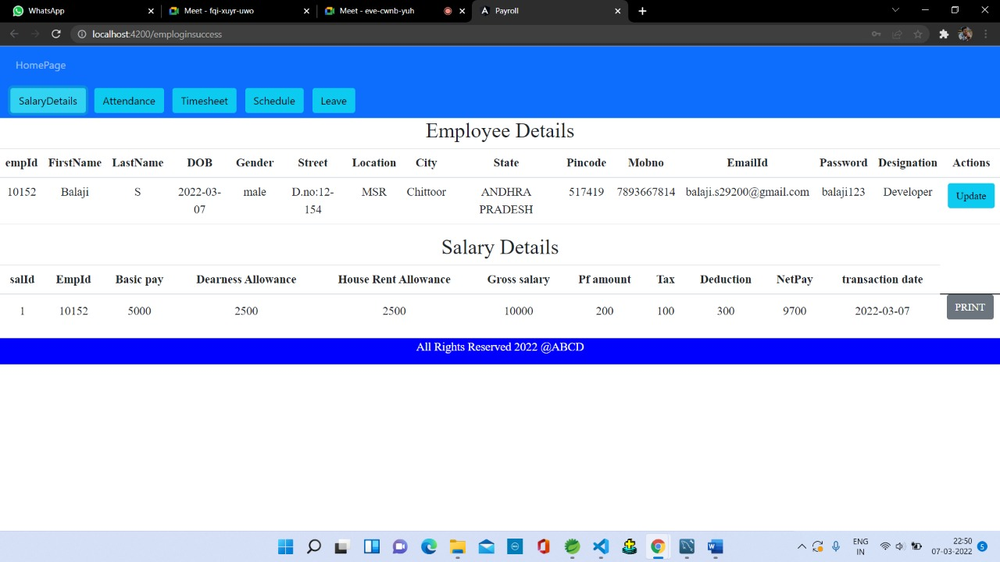 WhatsApp
Meet - fqi-xuyr-uwo
Meet - eve-cwnb-yuh
Payroll
localhost:4200/emploginsuccess
HomePage
SalaryDetails Attendance Timesheet Schedule Leave
Employee Details
empId FirstName LastName DOB Gender Street Location City State Pincode Mobno EmailId Password Designation Actions
10152 Balaji S 2022-03- male D.no:12- MSR Chittoor ANDHRA 517419 7893667814 balaji.s29200@gmail.com balaji123 Developer Update
07 154 PRADESH
Salary Details
salId EmpId Basic pay Dearness Allowance House Rent Allowance Gross salary Pf amount Tax Deduction NetPay transaction date
1 10152 5000 2500 2500 10000 200 100 300 9700 2022-03-07 PRINT
All Rights Reserved 2022 @ABCD
ENG 22:50
IN 07-03-2022 5